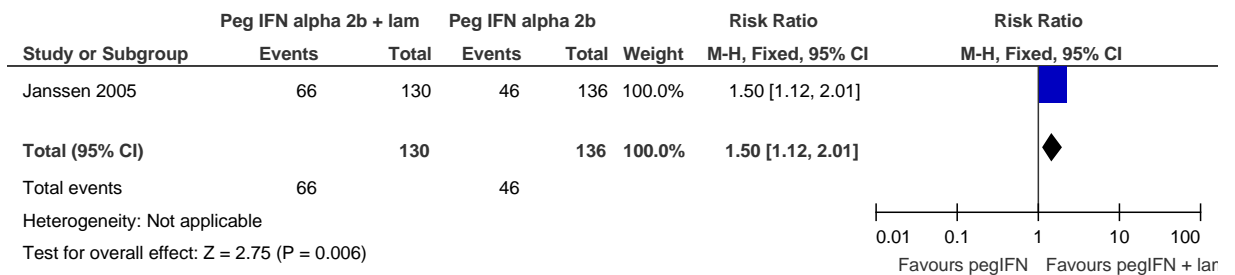 Peg IFN alpha 2b + lam Peg IFN alpha 2b Risk Ratio Risk Ratio
Study or Subgroup Events Total Events Total Weight M-H, Fixed, 95% CI M-H, Fixed, 95% CI
Janssen 2005 66 130 46 136 100.0% 1.50 [1.12, 2.01]
Total (95% CI) 130 136 100.0% 1.50 [1.12, 2.01]
Total events 66 46
Heterogeneity: Not applicable
Test for overall effect: Z = 2.75 (P = 0.006)
0.01 0.1 1 10 100
Favours pegIFN Favours pegIFN + lar